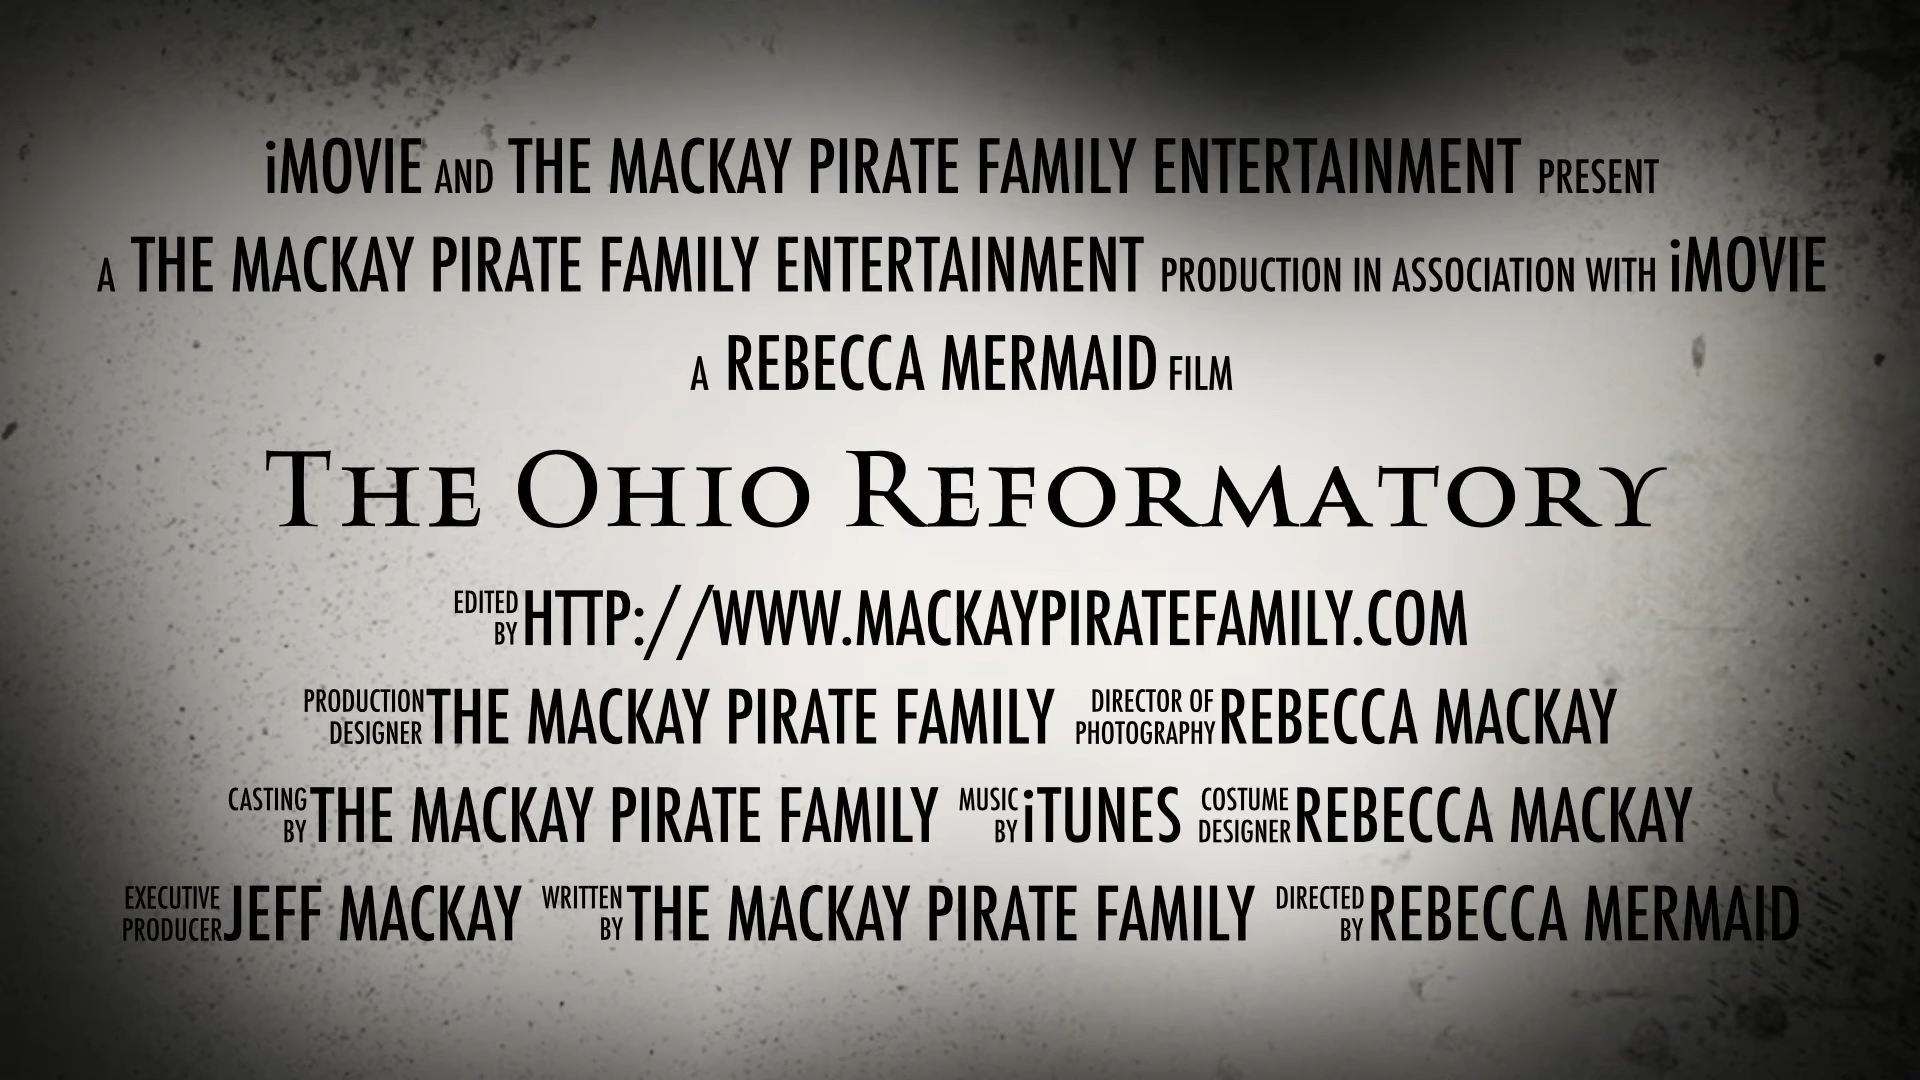 iMOVIE AND THE MACKAY PIRATE FAMILY ENTERTAINMENT PRESENT
A THE MACKAY PIRATE FAMILY ENTERTAINMENT PRODUCTION IN ASSOCIATION WITH iMOVIE
A REBECCA MERMAID FILM
THE OHIO REFORMATORY
EDITED BY HTTP://WWW.MACKAYPIRATEFAMILY.COM
PRODUCTION DESIGNER THE MACKAY PIRATE FAMILY DIRECTOR OF PHOTOGRAPHY REBECCA MACKAY
CASTING BY THE MACKAY PIRATE FAMILY MUSIC BY iTUNES COSTUME DESIGNER REBECCA MACKAY
EXECUTIVE PRODUCER JEFF MACKAY WRITTEN BY THE MACKAY PIRATE FAMILY DIRECTED BY REBECCA MERMAID